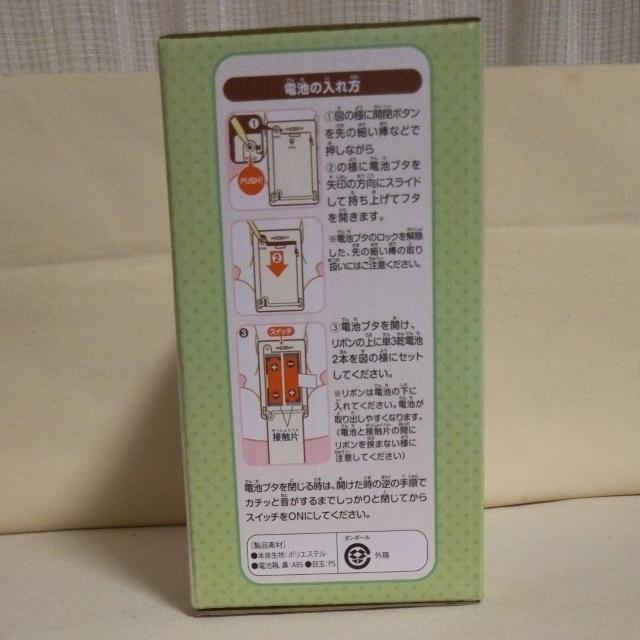 電池の入れ方
①図の様に開閉ボタン
を先の細い棒などで
押しながら
②の様に電池ブタを
矢印の方向にスライド
して持ち上げてフタ
を開きます。
※電池ブタのロックを解除
した、先の細い棒の取り
扱いにはご注意ください。
①
PUSH!
②
③
スイッチ
接触片
③電池ブタを開け、
リボンの上に単3乾電池
2本を図の様にセット
してください。
※リボンは電池の下に
入れてください。電池が
取り出しやすくなります。
(電池と接触片の間に
リボンを挟まない様に
注意してください)
電池ブタを閉じる時は、開けた時の逆の手順で
カチッと音がするまでしっかりと閉じてから
スイッチをONにしてください。
[製品素材]
●本体生地:ポリエステル
●電池箱、鼻:ABS ●目玉:PS
ダンボール
外箱